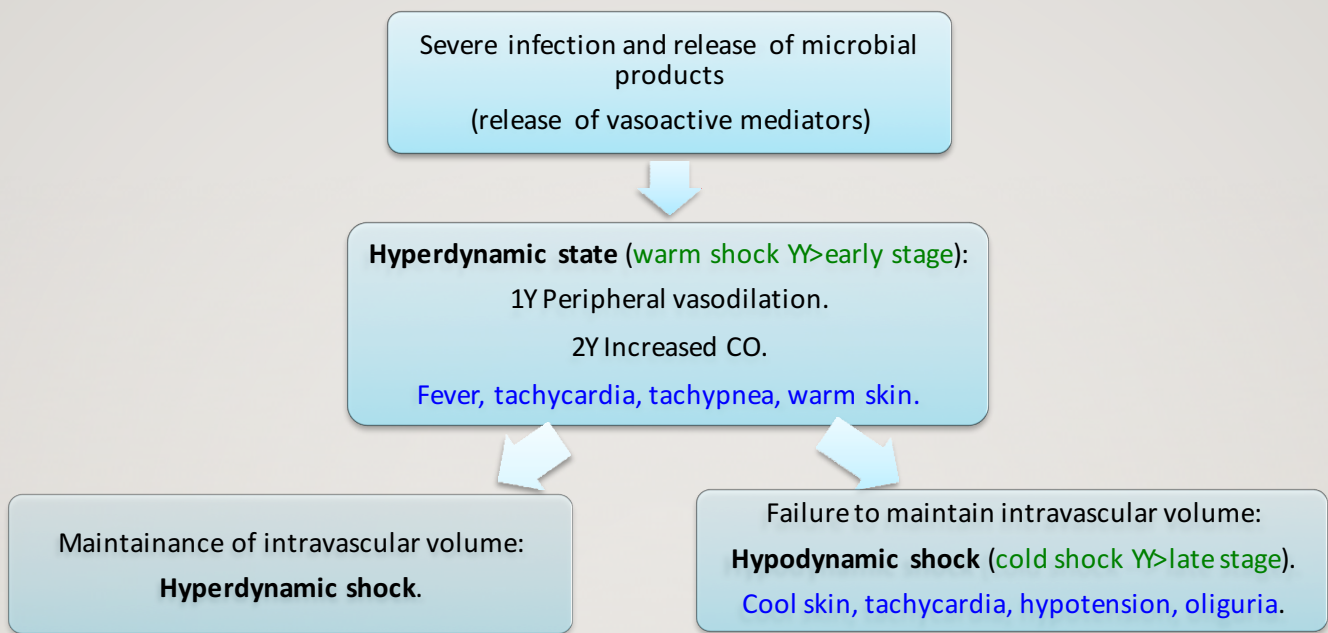 Severe infection and release of microbial
products
(release of vasoactive mediators)
Hyperdynamic state (warm shock YY>early stage):
1Y Peripheral vasodilation.
2Y Increased CO.
Fever, tachycardia, tachypnea, warm skin.
Maintainance of intravascular volume:
Hyperdynamic shock.
Failure to maintain intravascular volume:
Hypodynamic shock (cold shock YY>late stage).
Cool skin, tachycardia, hypotension, oliguria.